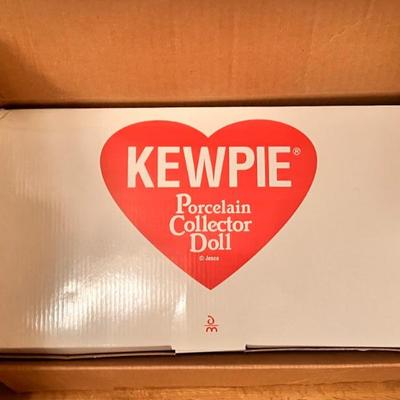 KEWPIE®
Porcelain
Collector
Doll
© Jesco